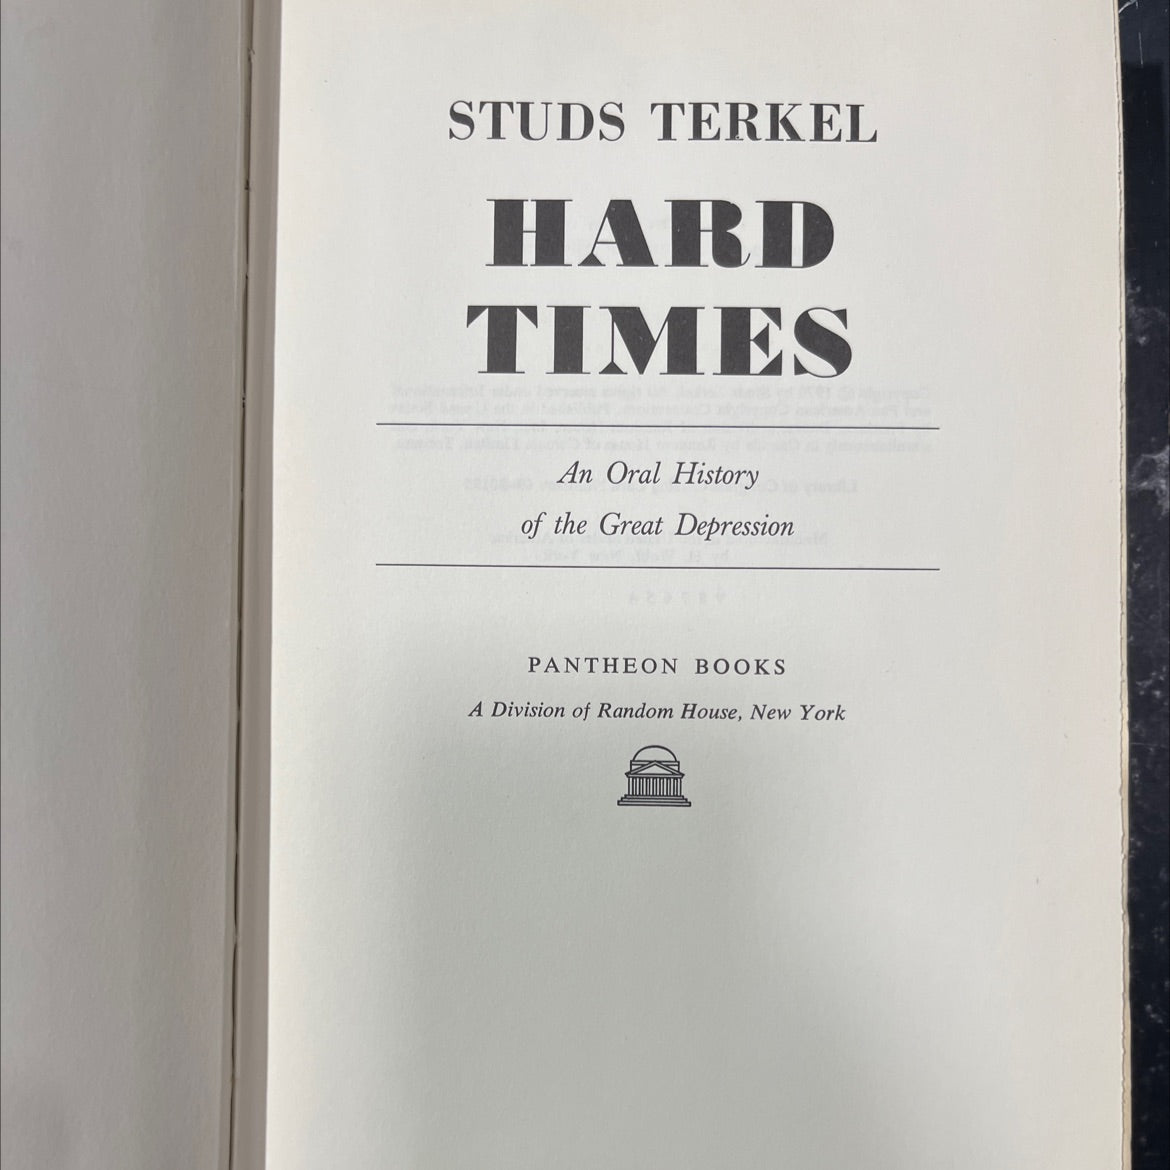 STUDS TERKEL
HARD
TIMES
An Oral History
of the Great Depression
PANTHEON BOOKS
A Division of Random House, New York